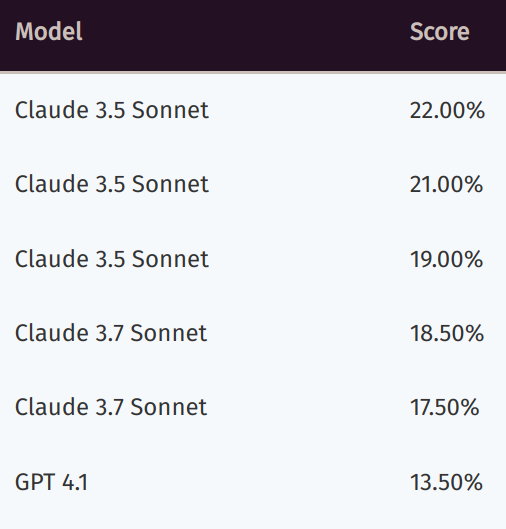 Model Score
Claude 3.5 Sonnet 22.00%
Claude 3.5 Sonnet 21.00%
Claude 3.5 Sonnet 19.00%
Claude 3.7 Sonnet 18.50%
Claude 3.7 Sonnet 17.50%
GPT 4.1 13.50%